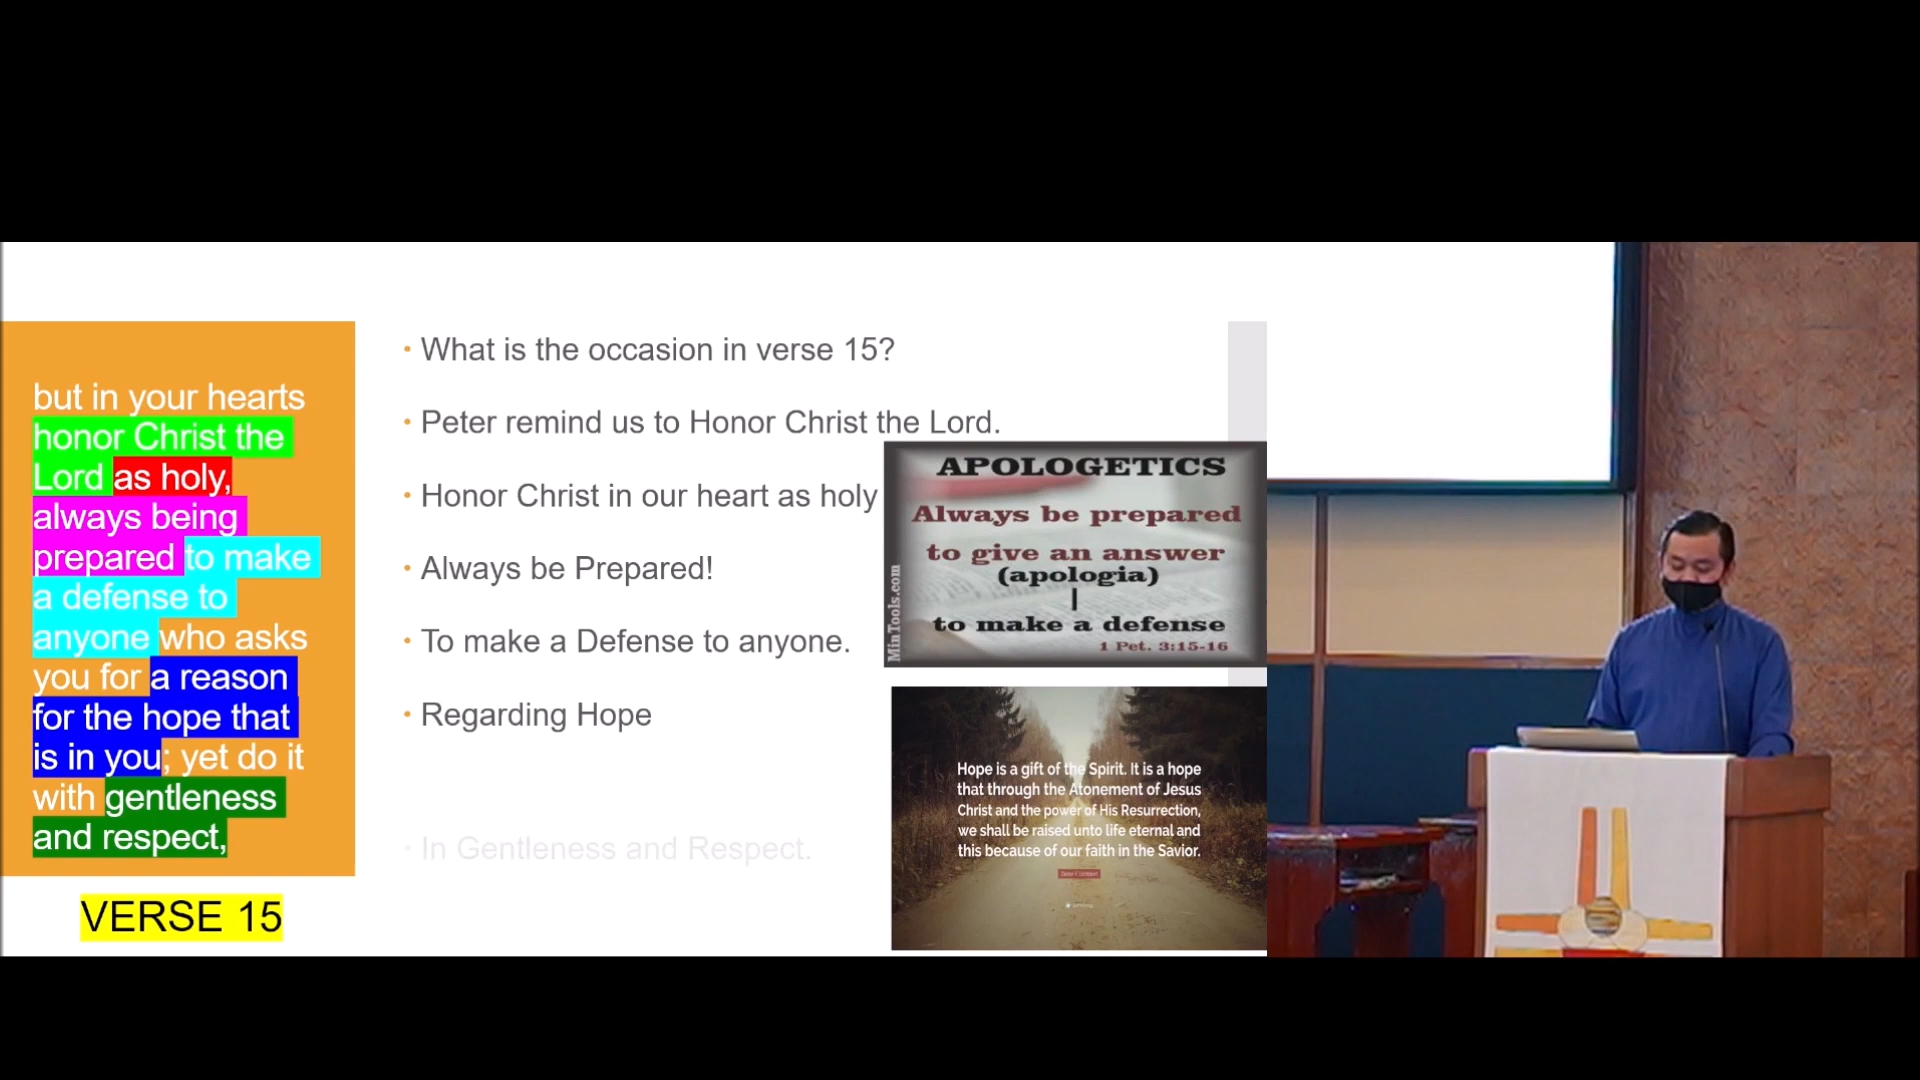 but in your hearts
honor Christ the
Lord as holy,
always being
prepared to make
a defense to
anyone who asks
you for a reason
for the hope that
is in you; yet do it
with gentleness
and respect,
VERSE 15
• What is the occasion in verse 15?
• Peter remind us to Honor Christ the Lord.
• Honor Christ in our heart as holy
• Always be Prepared!
• To make a Defense to anyone.
• Regarding Hope
• In Gentleness and Respect.
APOLOGETICS
Always be prepared
to give an answer
(apologia)
|
to make a defense
1 Pet. 3:15-16
MinTools.com
Hope is a gift of the Spirit. It is a hope
that through the Atonement of Jesus
Christ and the power of His Resurrection,
we shall be raised unto life eternal and
this because of our faith in the Savior.